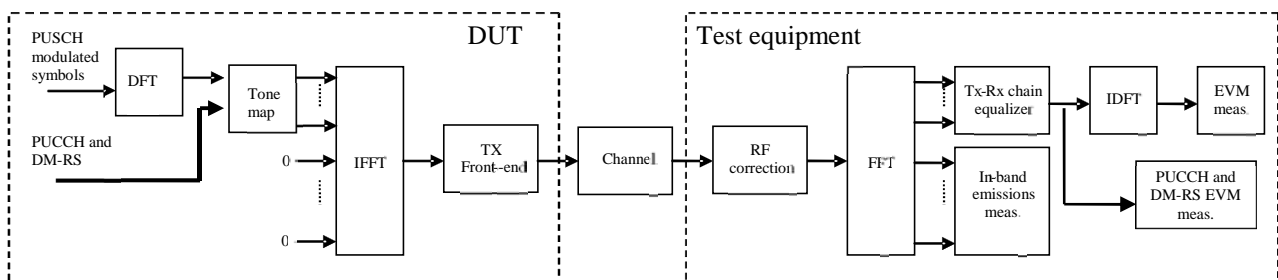 DUT
PUSCH
modulated
symbols
DFT
Tone
map
PUCCH and
DM-RS
0
0
IFFT
TX
Front-end
Channel
Test equipment
RF
correction
FFT
Tx-Rx chain
equalizer
IDFT
EVM
meas.
In-band
emissions
meas.
PUCCH and
DM-RS EVM
meas.